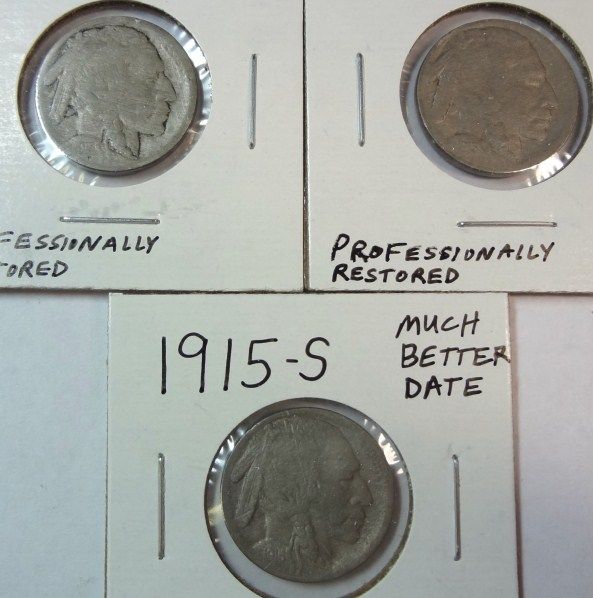 FESSIONALLY
TORED
PROFESSIONALLY
RESTORED
1915-S
MUCH
BETTER
DATE